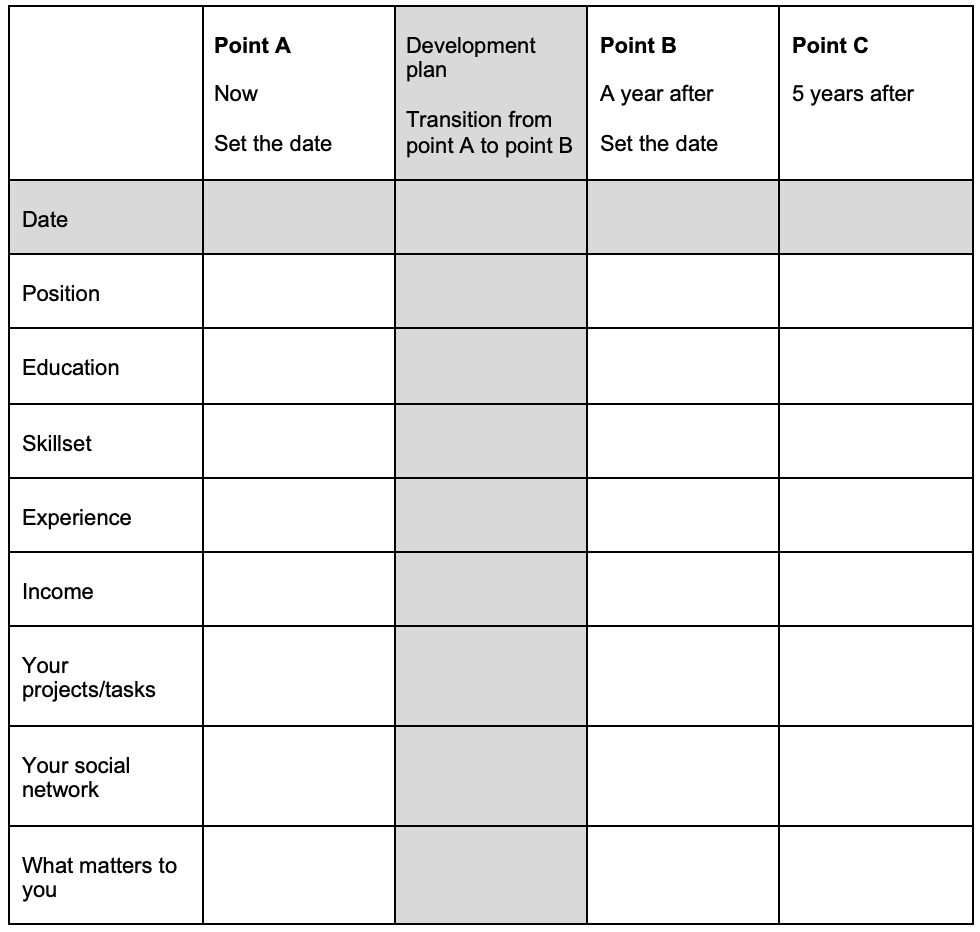 Point A
Now
Set the date
Development
plan
Transition from
point A to point B
Point B
A year after
Set the date
Point C
5 years after
Date
Position
Education
Skillset
Experience
Income
Your
projects/tasks
Your social
network
What matters to
you